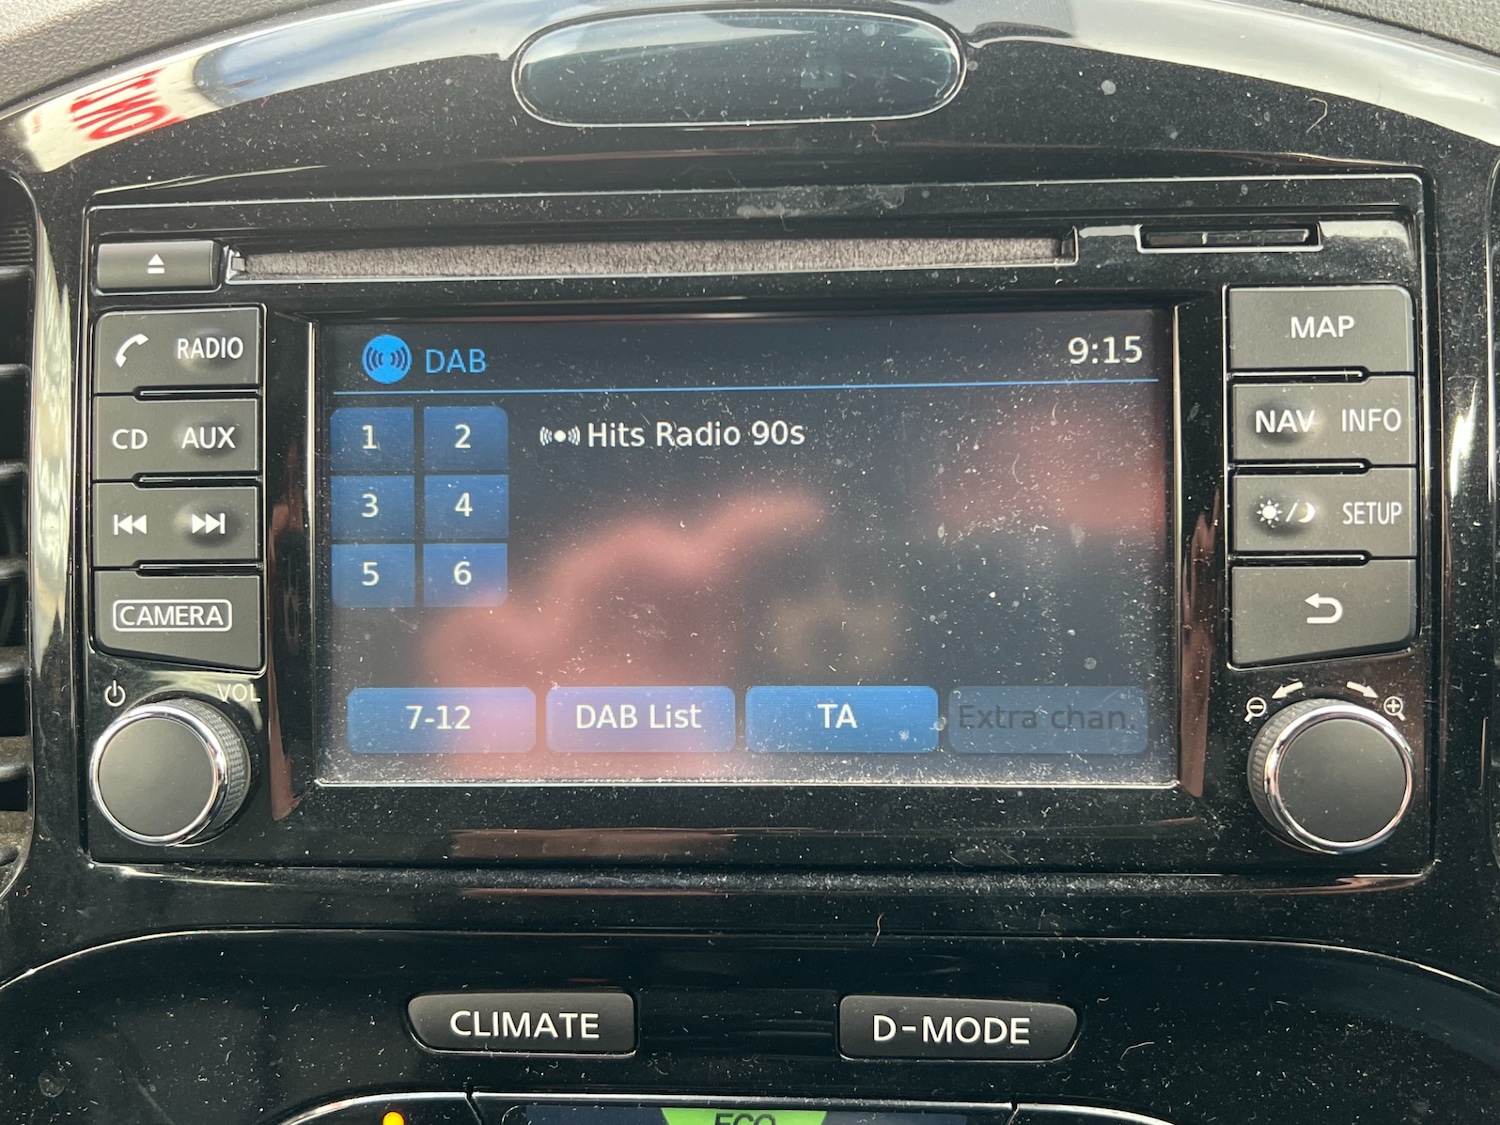 DAB
9:15
1 2
Hits Radio 90s
3 4
5 6
7-12 DAB List TA Extra chan.
RADIO
CD AUX
CAMERA
VOL
MAP
NAV INFO
SETUP
CLIMATE D-MODE
ECO